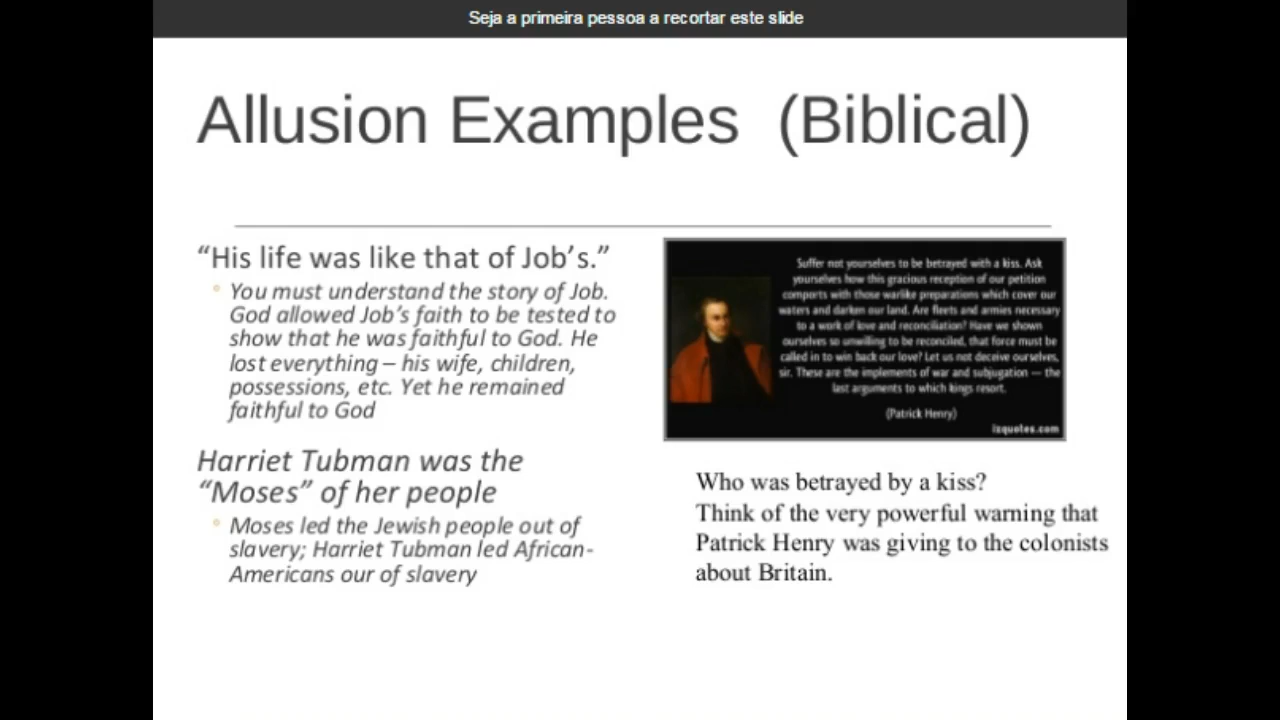 Seja a primeira pessoa a recortar este slide
Allusion Examples (Biblical)
“His life was like that of Job’s.”
You must understand the story of Job.
God allowed Job’s faith to be tested to
show that he was faithful to God. He
lost everything – his wife, children,
possessions, etc. Yet he remained
faithful to God
Harriet Tubman was the
“Moses” of her people
Moses led the Jewish people out of
slavery; Harriet Tubman led African-
Americans our of slavery
Suffer not yourselves to be betrayed with a kiss. Ask
yourselves how this gracious reception of our petition
comports with those warlike preparations which cover our
waters and darken our land. Are fleets and armies necessary
to a work of love and reconciliation? Have we shown
ourselves so unwilling to be reconciled, that force must be
called in to win back our love? Let us not deceive ourselves,
sir. These are the implements of war and subjugation — the
last arguments to which kings resort.
(Patrick Henry)
izquotes.com
Who was betrayed by a kiss?
Think of the very powerful warning that
Patrick Henry was giving to the colonists
about Britain.